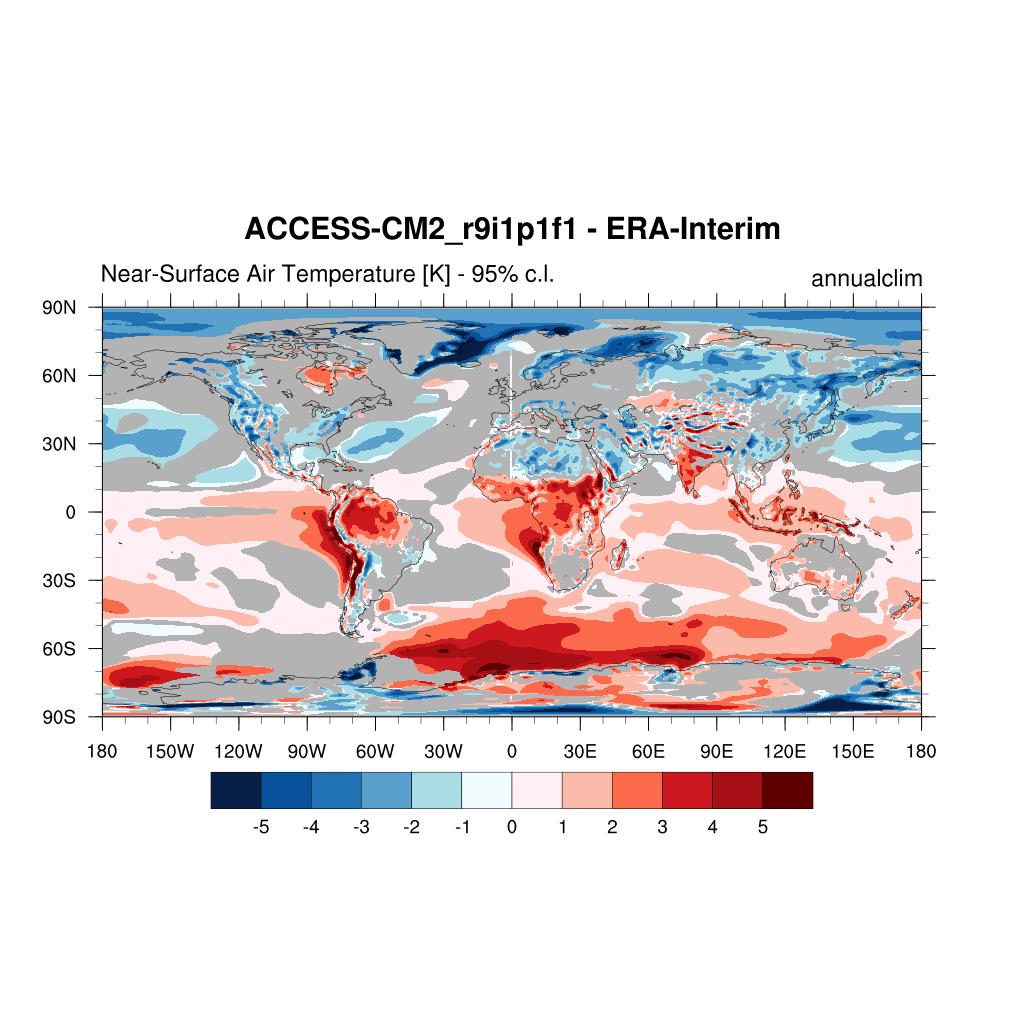 ACCESS-CM2_r9i1p1f1 - ERA-Interim
Near-Surface Air Temperature [K] - 95% c.l.
annualclim
90N
60N
30N
0
30S
60S
90S
180 150W 120W 90W 60W 30W 0 30E 60E 90E 120E 150E 180
-5 -4 -3 -2 -1 0 1 2 3 4 5